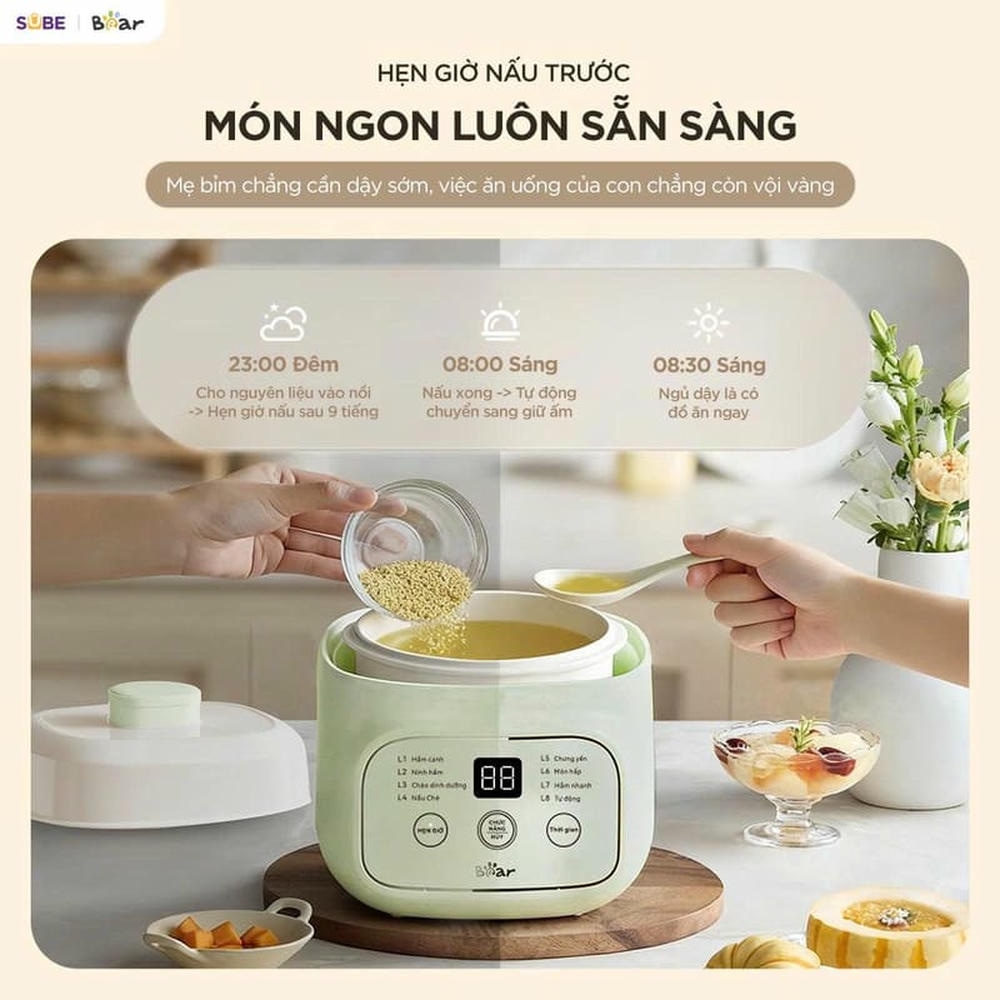 SUBE | Bear
HẸN GIỜ NẤU TRƯỚC
MÓN NGON LUÔN SẴN SÀNG
Mẹ bỉm chẳng cần dậy sớm, việc ăn uống của con chẳng còn vội vàng
23:00 Đêm
Cho nguyên liệu vào nồi
-> Hẹn giờ nấu sau 9 tiếng
08:00 Sáng
Nấu xong -> Tự động
chuyển sang giữ ấm
08:30 Sáng
Ngủ dậy là có
đồ ăn ngay
L1 Hầm canh
L2 Ninh hầm
L3 Cháo dinh dưỡng
L4 Nấu Chè
88
L5 Chưng yến
L6 Món hấp
L7 Hầm nhanh
L8 Tự động
HẸN GIỜ
CHỨC
NĂNG
HỦY
Thời gian
Bear